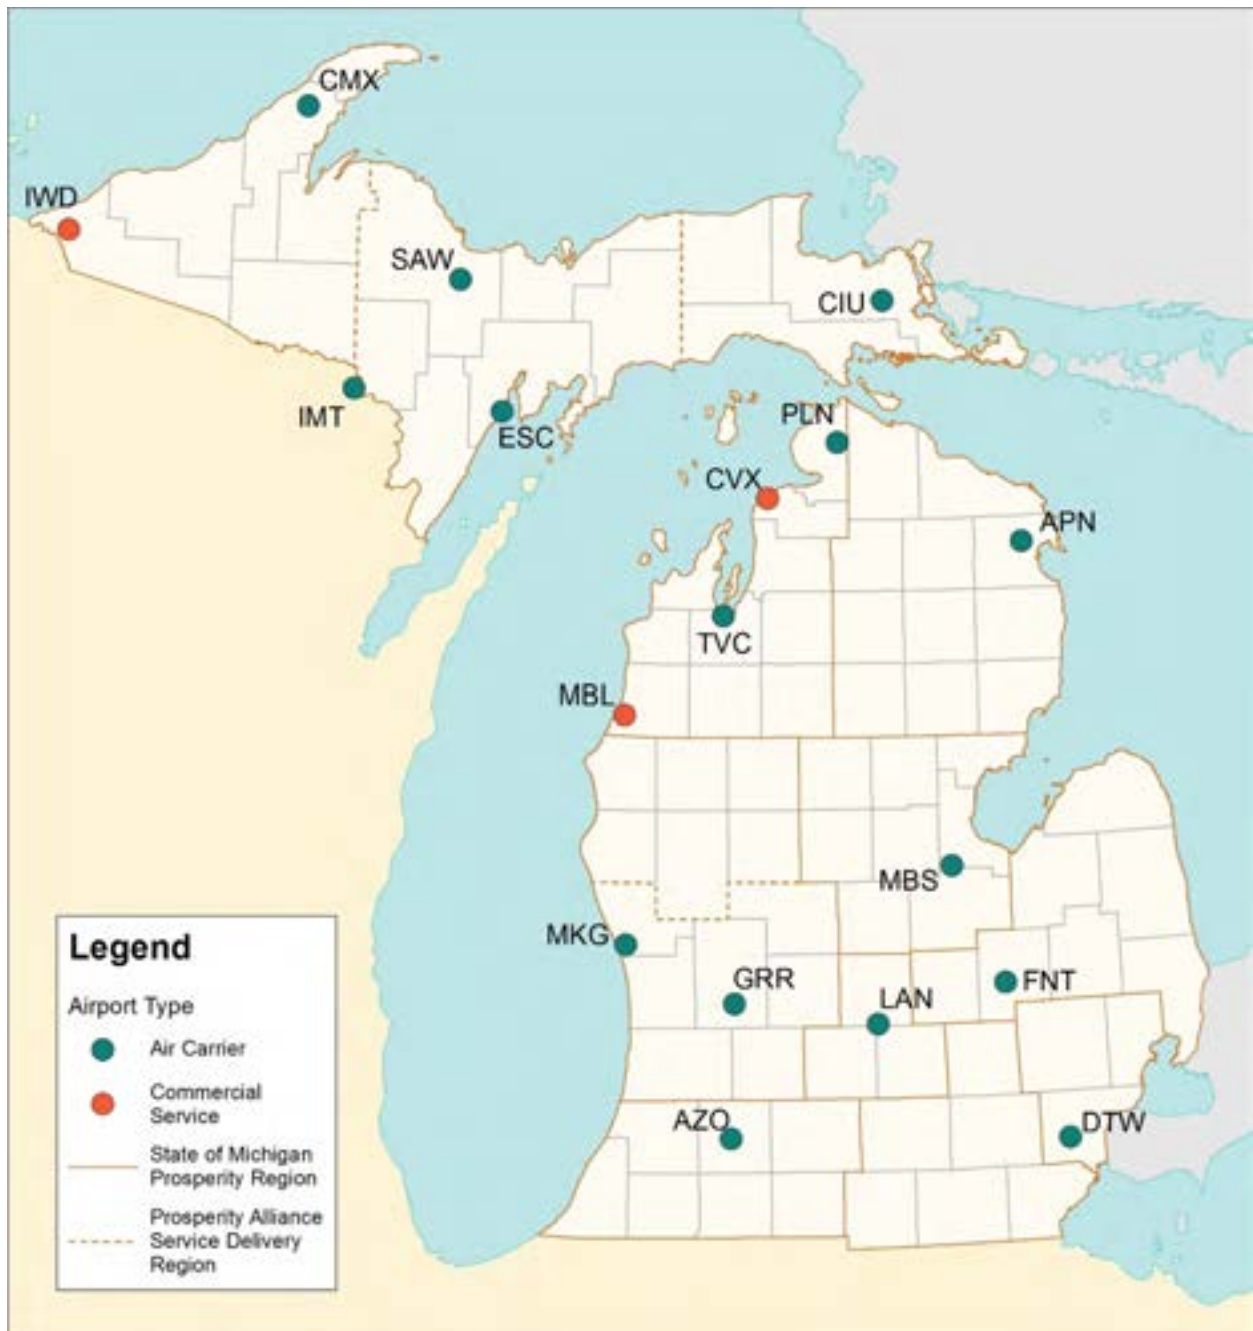 CMX
IWD
SAW
CIU
IMT
ESC
PLN
CVX
APN
TVC
MBL
MBS
MKG
GRR
FNT
LAN
AZO
DTW
Legend
Airport Type
Air Carrier
Commercial
Service
State of Michigan
Prosperity Region
Prosperity Alliance
Service Delivery
Region